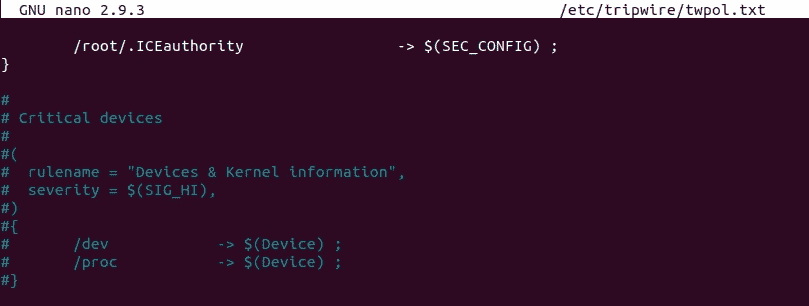 GNU nano 2.9.3 /etc/tripwire/twpol.txt
/root/.ICEauthority -> $(SEC_CONFIG) ;
}
#
# Critical devices
#
#(
# rulename = "Devices & Kernel information",
# severity = $(SIG_HI),
#)
#{
# /dev -> $(Device) ;
# /proc -> $(Device) ;
#}